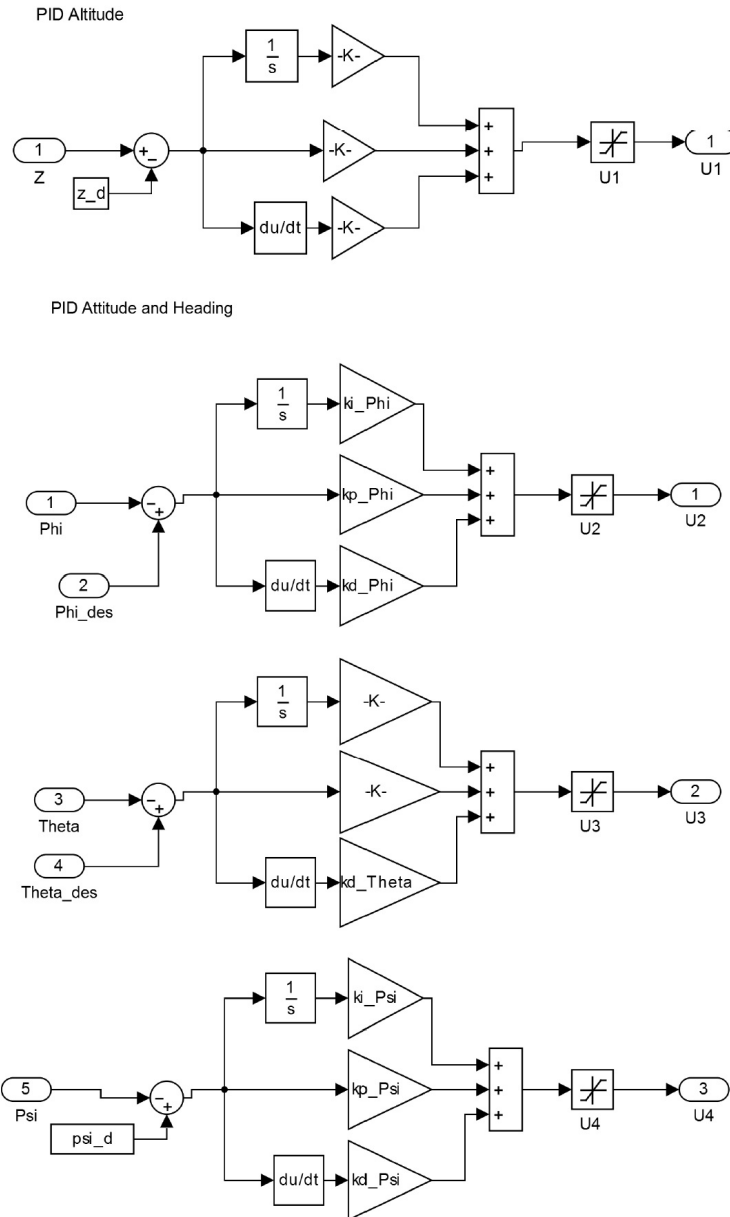 PID Altitude
1
s
-K-
+
1
Z
+
−
-K-
+
1
U1
U1
z_d
+
du/dt
-K-
PID Attitude and Heading
1
s
ki_Phi
+
1
Phi
−
+
kp_Phi
+
1
U2
U2
+
2
Phi_des
du/dt
kd_Phi
1
s
-K-
+
3
Theta
−
+
-K-
+
2
U3
U3
+
4
Theta_des
du/dt
kd_Theta
1
s
ki_Psi
+
5
Psi
−
+
kp_Psi
+
3
U4
U4
+
psi_d
du/dt
kd_Psi